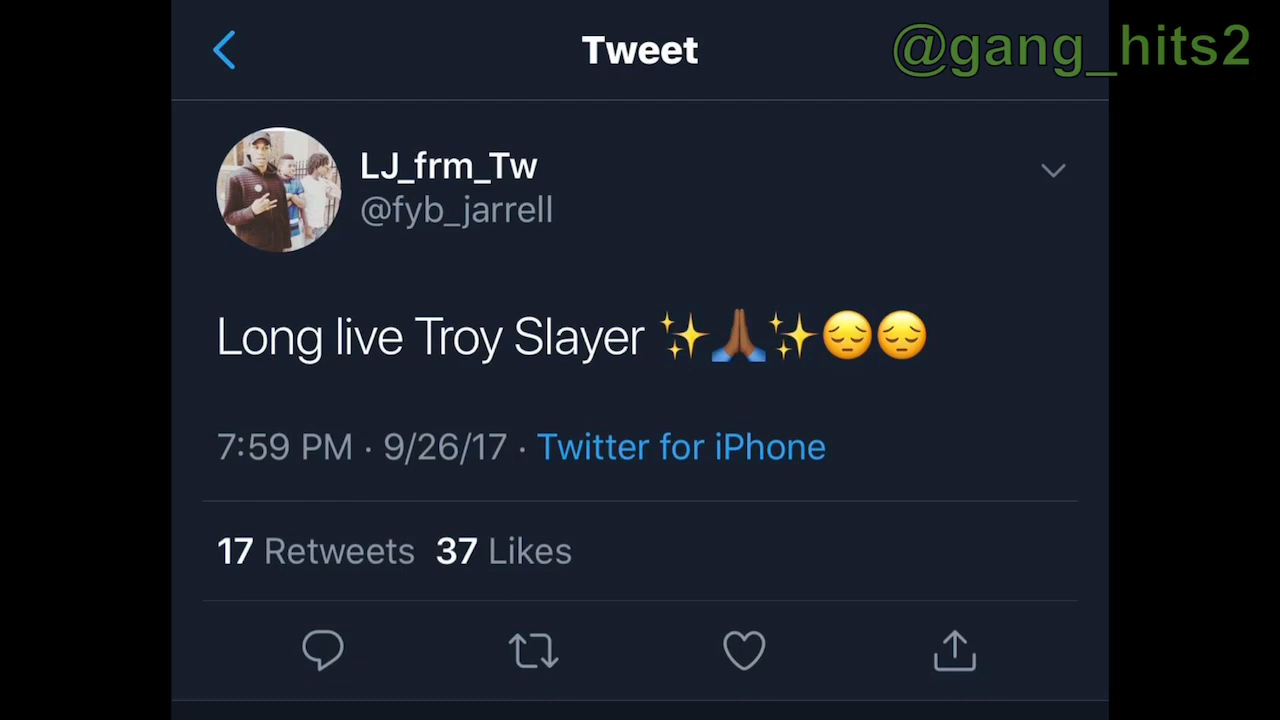 Tweet
@gang_hits2
LJ_frm_Tw
@fyb_jarrell
Long live Troy Slayer ✨🙏🏾✨😔😔
7:59 PM · 9/26/17 · Twitter for iPhone
17 Retweets 37 Likes